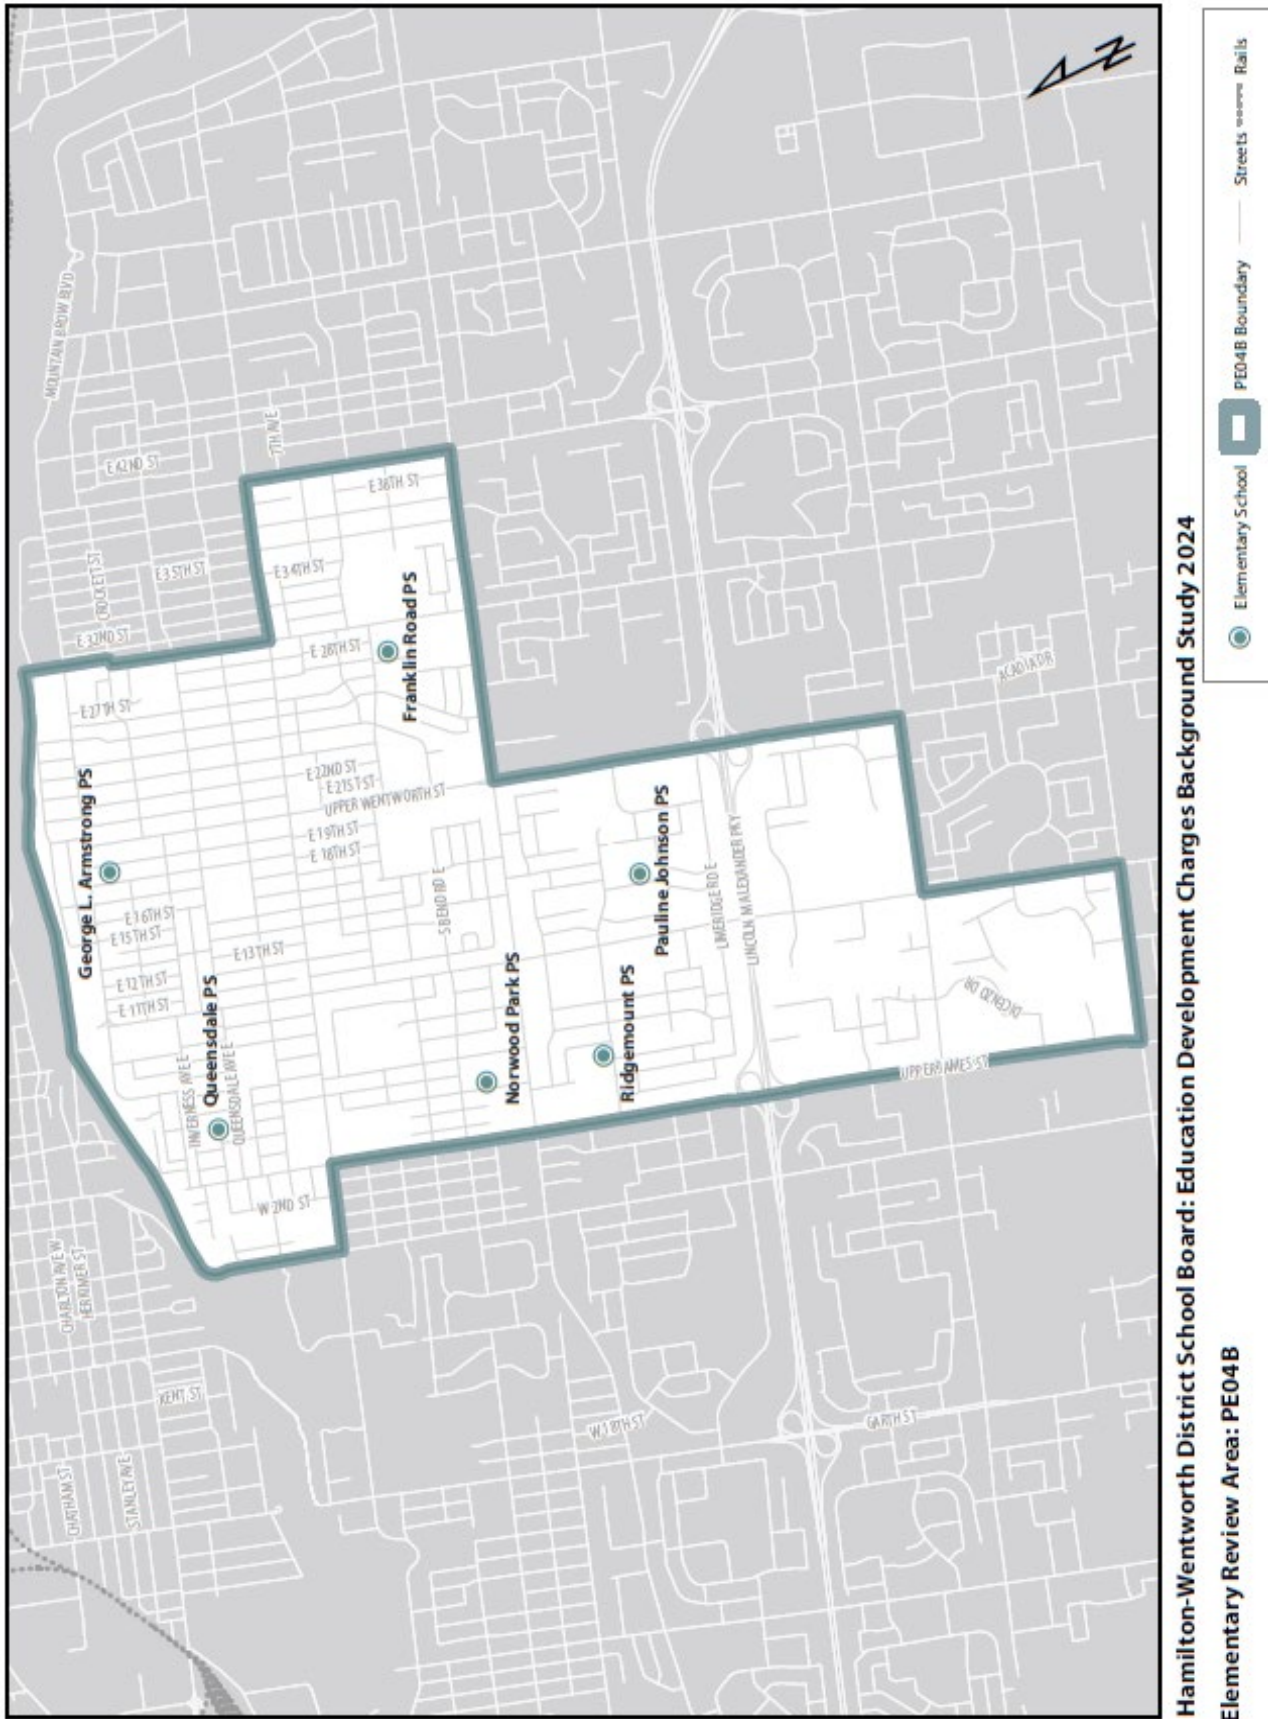 MOUNTAIN BROW BLVD
E 42ND ST
7TH AVE
E 38TH ST
CROCKETT ST
E 35TH ST
E 34TH ST
E 32ND ST
E 28TH ST
Franklin Road PS
E 27TH ST
E 22ND ST
E 21ST ST
UPPER WENTWORTH ST
E 19TH ST
E 18TH ST
George L. Armstrong PS
E 16TH ST
E 15TH ST
E 13TH ST
E 12TH ST
E 11TH ST
S BEND RD E
Queensdale PS
INVERNESS AVE E
QUEENSDALE AVE E
Norwood Park PS
Ridgemount PS
Pauline Johnson PS
LIMERIDGE RD E
LINCOLN M ALEXANDER PKY
ACADIA DR
DICENZO DR
UPPER JAMES ST
W 2ND ST
CHARLTON AVE W
HERKIMER ST
KENT ST
CHATHAM ST
STANLEY AVE
W 18TH ST
GARTH ST
N
Hamilton-Wentworth District School Board: Education Development Charges Background Study 2024
Elementary Review Area: PE04B
Elementary School PE04B Boundary Streets Rails